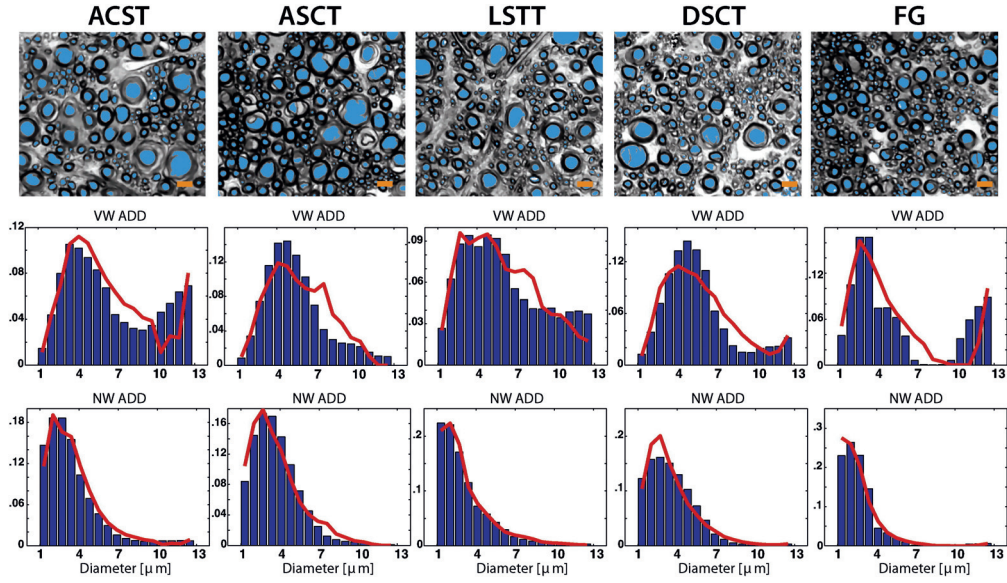 ACST ASCT LSTT DSCT FG
VW ADD VW ADD VW ADD VW ADD VW ADD
.12 .16 .09 .12 .12
.08 .12 .06 .08
.08 .06
.04 .04 .03 .04
0 0 0 0 0
1 4 7 10 13 1 4 7 10 13 1 4 7 10 13 1 4 7 10 13 1 4 7 10 13
NW ADD NW ADD NW ADD NW ADD NW ADD
.18 .16 .2 .2 .3
.12 .12 .2
.08 .1 .1
.06 .04 .1
0 0 0 0 0
1 4 7 10 13 1 4 7 10 13 1 4 7 10 13 1 4 7 10 13 1 4 7 10 13
Diameter [μm] Diameter [μm] Diameter [μm] Diameter [μm] Diameter [μm]